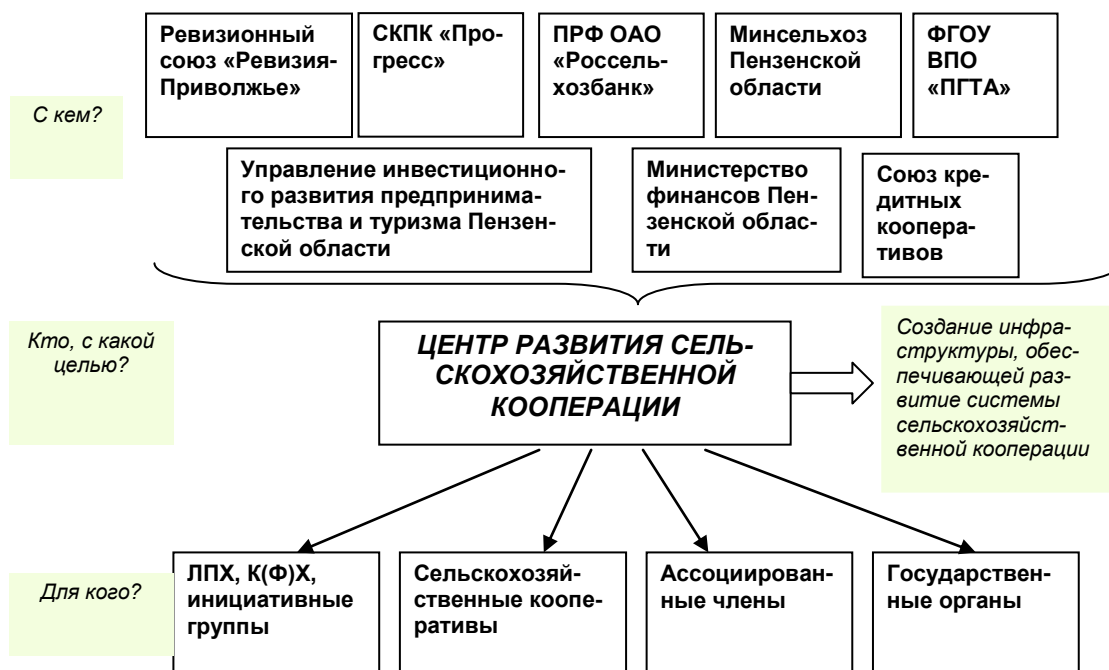 С кем?
Ревизионный
союз «Ревизия-
Приволжье»
СКПК «Про-
гресс»
ПРФ ОАО
«Россель-
хозбанк»
Минсельхоз
Пензенской
области
ФГОУ
ВПО
«ПГТА»
Управление инвестиционно-
го развития предпринима-
тельства и туризма Пензен-
ской области
Министерство
финансов Пен-
зенской облас-
ти
Союз кре-
дитных
коопера-
тивов
Кто, с какой
целью?
ЦЕНТР РАЗВИТИЯ СЕЛЬ-
СКОХОЗЯЙСТВЕННОЙ
КООПЕРАЦИИ
Создание инфра-
структуры, обес-
печивающей раз-
витие системы
сельскохозяйст-
венной кооперации
Для кого?
ЛПХ, К(Ф)Х,
инициативные
группы
Сельскохозяй-
ственные коопе-
ративы
Ассоциирован-
ные члены
Государствен-
ные органы